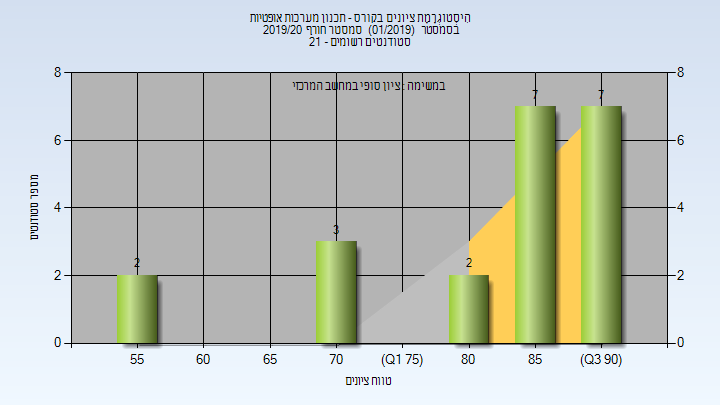 היסטוגרמת ציונים בקורס - תכנון מערכות אופטיות
בסמסטר (01/2019) סמסטר חורף 2019/20
סטודנטים רשומים - 21
במשימה : ציון סופי במחשב המרכזי
8 8
6 6
4 4
2 2
0 0
מספר סטודנטים
2 3 2 7 7
55 60 65 70 (Q1 75) 80 85 (Q3 90)
טווח ציונים